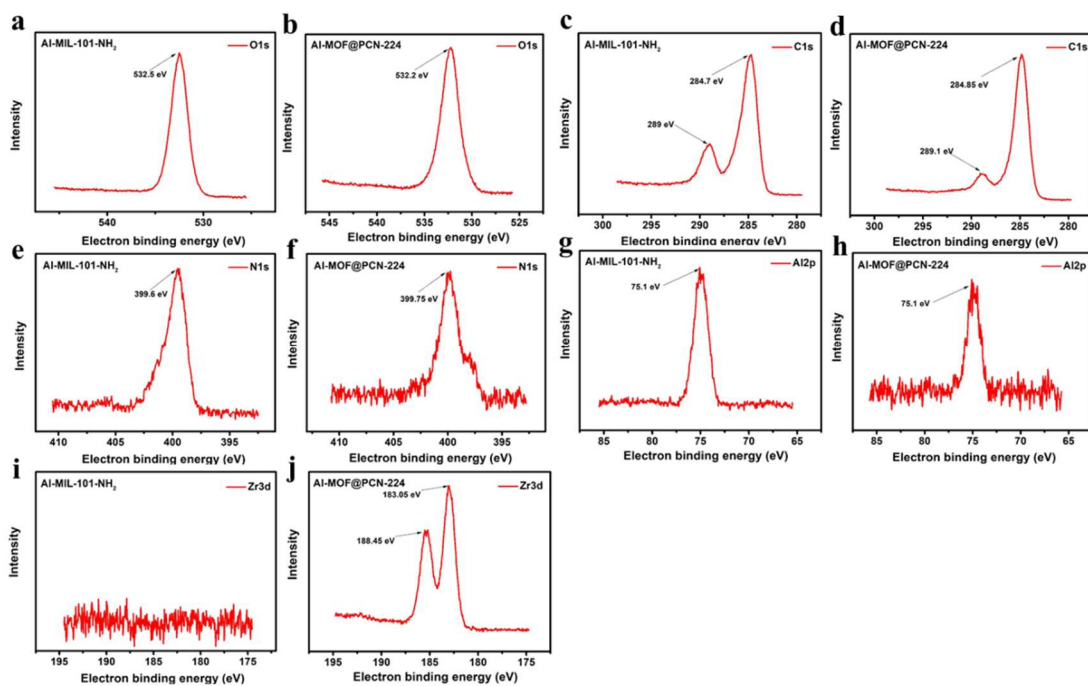 a
Al-MIL-101-NH2
O1s
532.5 eV
Intensity
540
530
Electron binding energy (eV)
b
Al-MOF@PCN-224
O1s
532.2 eV
Intensity
545
540
535
530
525
Electron binding energy (eV)
c
Al-MIL-101-NH2
C1s
284.7 eV
289 eV
Intensity
300
295
290
285
280
Electron binding energy (eV)
d
Al-MOF@PCN-224
C1s
284.85 eV
289.1 eV
Intensity
300
295
290
285
280
Electron binding energy (eV)
e
Al-MIL-101-NH2
N1s
399.6 eV
Intensity
410
405
400
395
Electron binding energy (eV)
f
Al-MOF@PCN-224
N1s
399.75 eV
Intensity
410
405
400
395
Electron binding energy (eV)
g
Al-MIL-101-NH2
Al2p
75.1 eV
Intensity
85
80
75
70
65
Electron binding energy (eV)
h
Al-MOF@PCN-224
Al2p
75.1 eV
Intensity
85
80
75
70
65
Electron binding energy (eV)
i
Al-MIL-101-NH2
Zr3d
Intensity
195
190
185
180
175
Electron binding energy (eV)
j
Al-MOF@PCN-224
Zr3d
183.05 eV
188.45 eV
Intensity
195
190
185
180
175
Electron binding energy (eV)